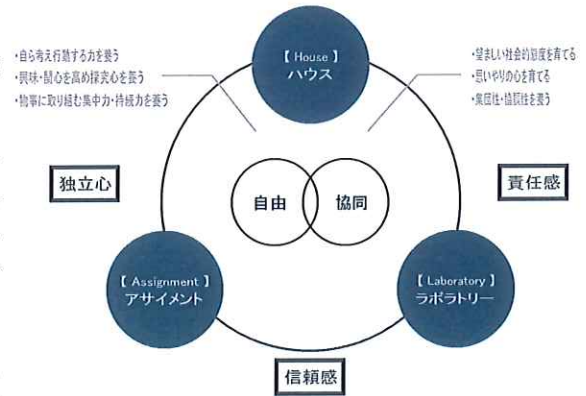 【 House 】
ハウス
・自ら考え行動する力を養う
・興味・関心を高め探究心を養う
・物事に取り組む集中力・持続力を養う
・望ましい社会的態度を育てる
・思いやりの心を育てる
・集団性・協調性を養う
独立心
自由
協同
責任感
【 Assignment 】
アサイメント
【 Laboratory 】
ラボラトリー
信頼感